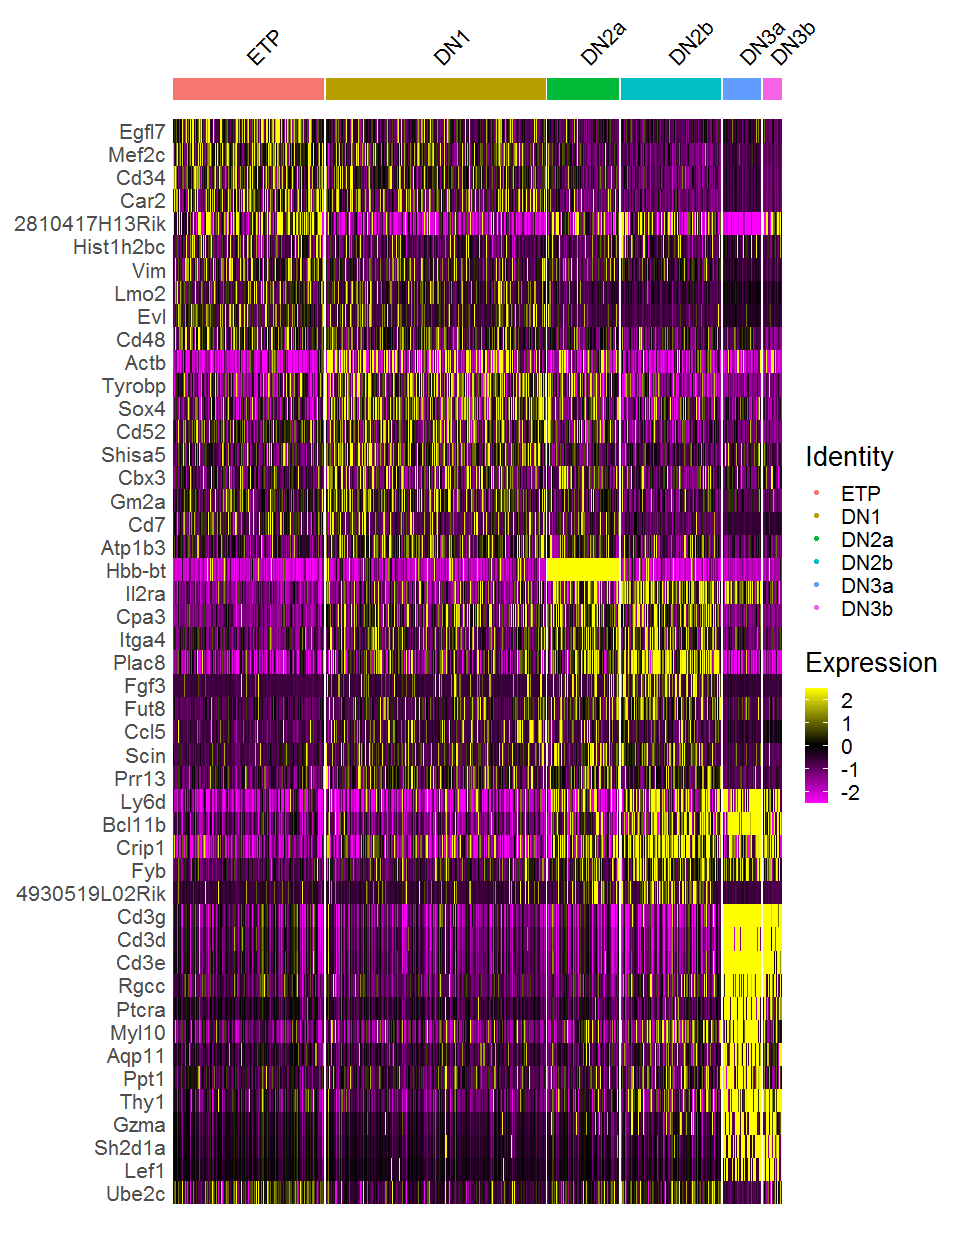 ETP
DN1
DN2a
DN2b
DN3a
DN3b
Egfl7
Mef2c
Cd34
Car2
2810417H13Rik
Hist1h2bc
Vim
Lmo2
Evl
Cd48
Actb
Tyrobp
Sox4
Cd52
Shisa5
Cbx3
Gm2a
Cd7
Atp1b3
Hbb-bt
Il2ra
Cpa3
Itga4
Plac8
Fgf3
Fut8
Ccl5
Scin
Prr13
Ly6d
Bcl11b
Crip1
Fyb
4930519L02Rik
Cd3g
Cd3d
Cd3e
Rgcc
Ptcra
Myl10
Aqp11
Ppt1
Thy1
Gzma
Sh2d1a
Lef1
Ube2c
Identity
ETP
DN1
DN2a
DN2b
DN3a
DN3b
Expression
2
1
0
-1
-2